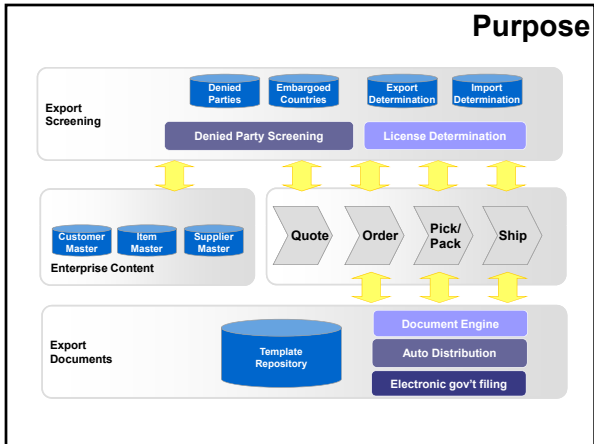 Purpose
Denied
Parties
Embargoed
Countries
Export
Determination
Import
Determination
Export
Screening
Denied Party Screening
License Determination
Customer
Master
Item
Master
Supplier
Master
Enterprise Content
Quote
Order
Pick/
Pack
Ship
Export
Documents
Template
Repository
Document Engine
Auto Distribution
Electronic gov't filing